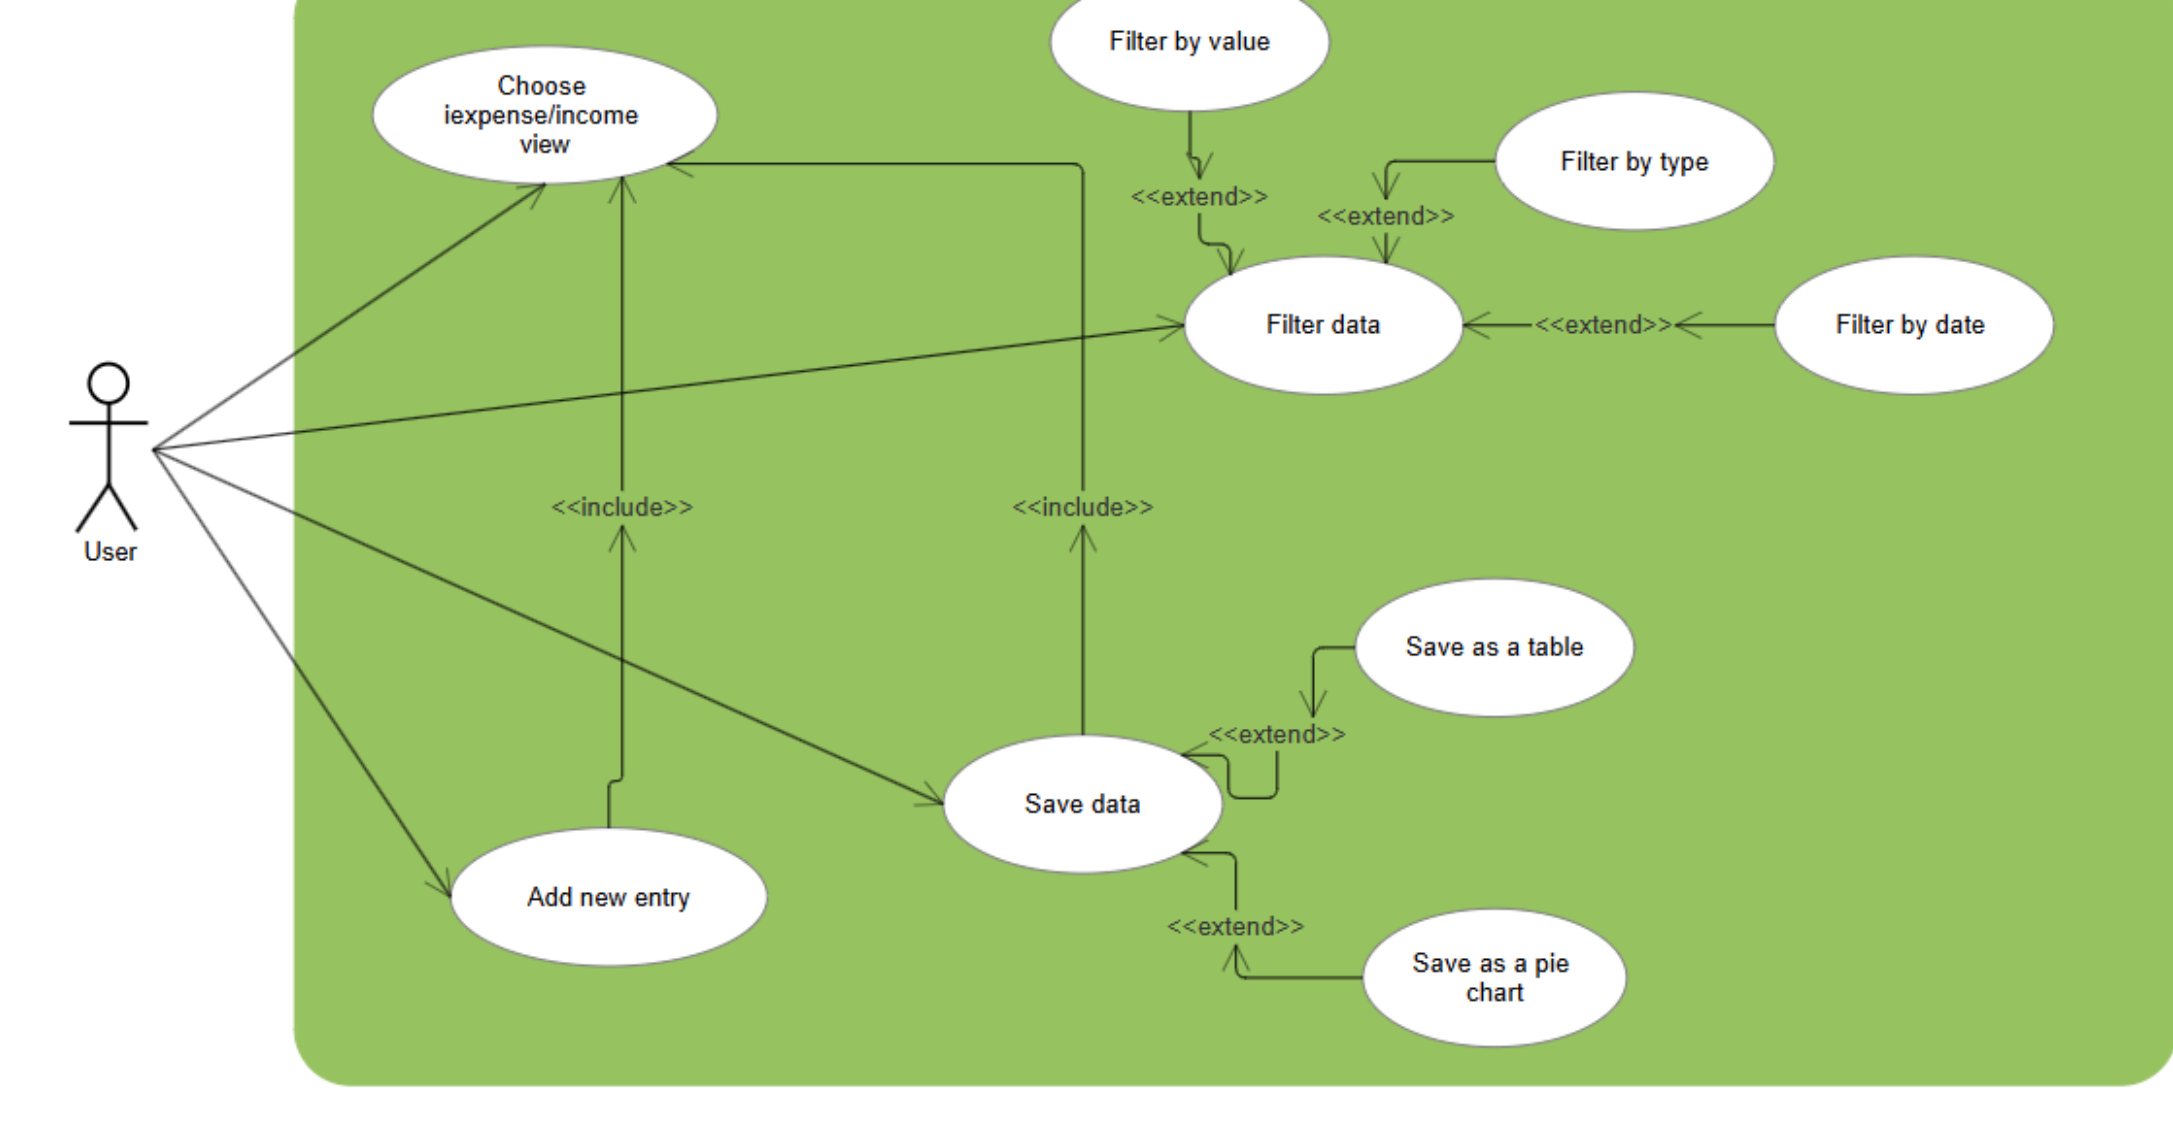 Filter by value
Choose
iexpense/income
view
Filter by type
<<extend>>
<<extend>>
Filter data
<<extend>>
Filter by date
<<include>>
<<include>>
User
Save as a table
<<extend>>
Save data
Add new entry
<<extend>>
Save as a pie
chart